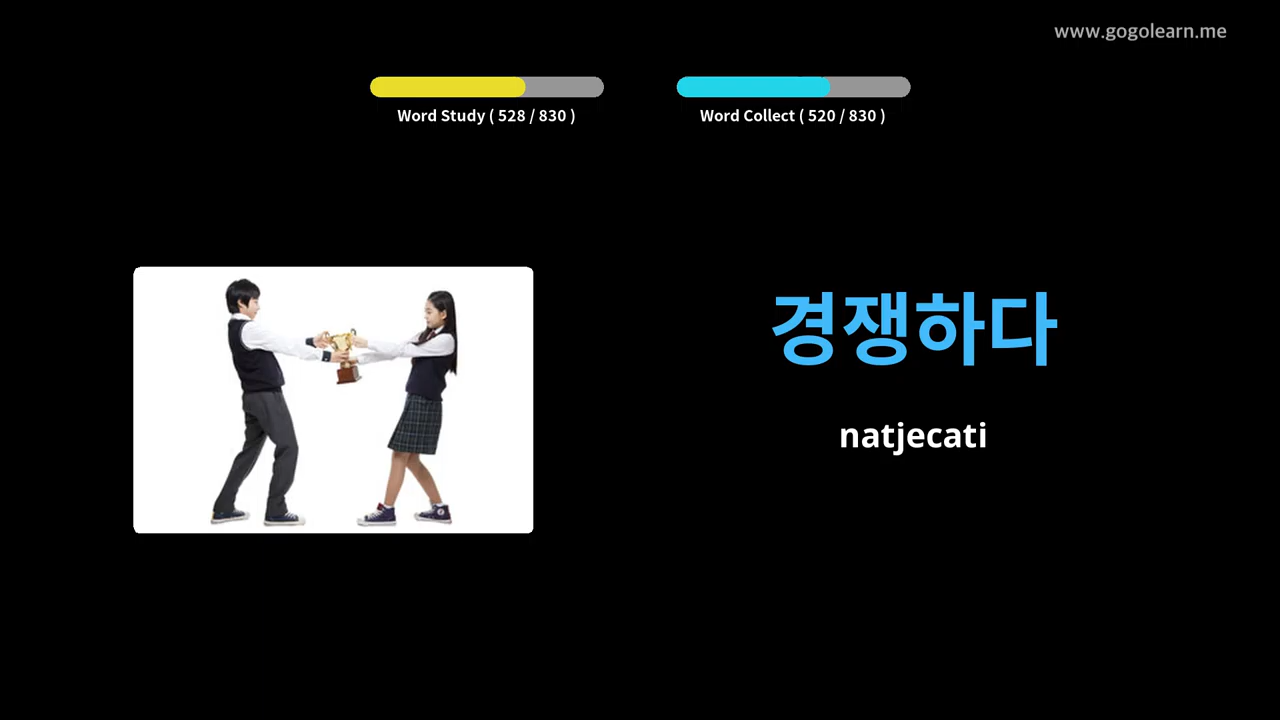 www.gogolearn.me
Word Study ( 528 / 830 )
Word Collect ( 520 / 830 )
경쟁하다
natjecati